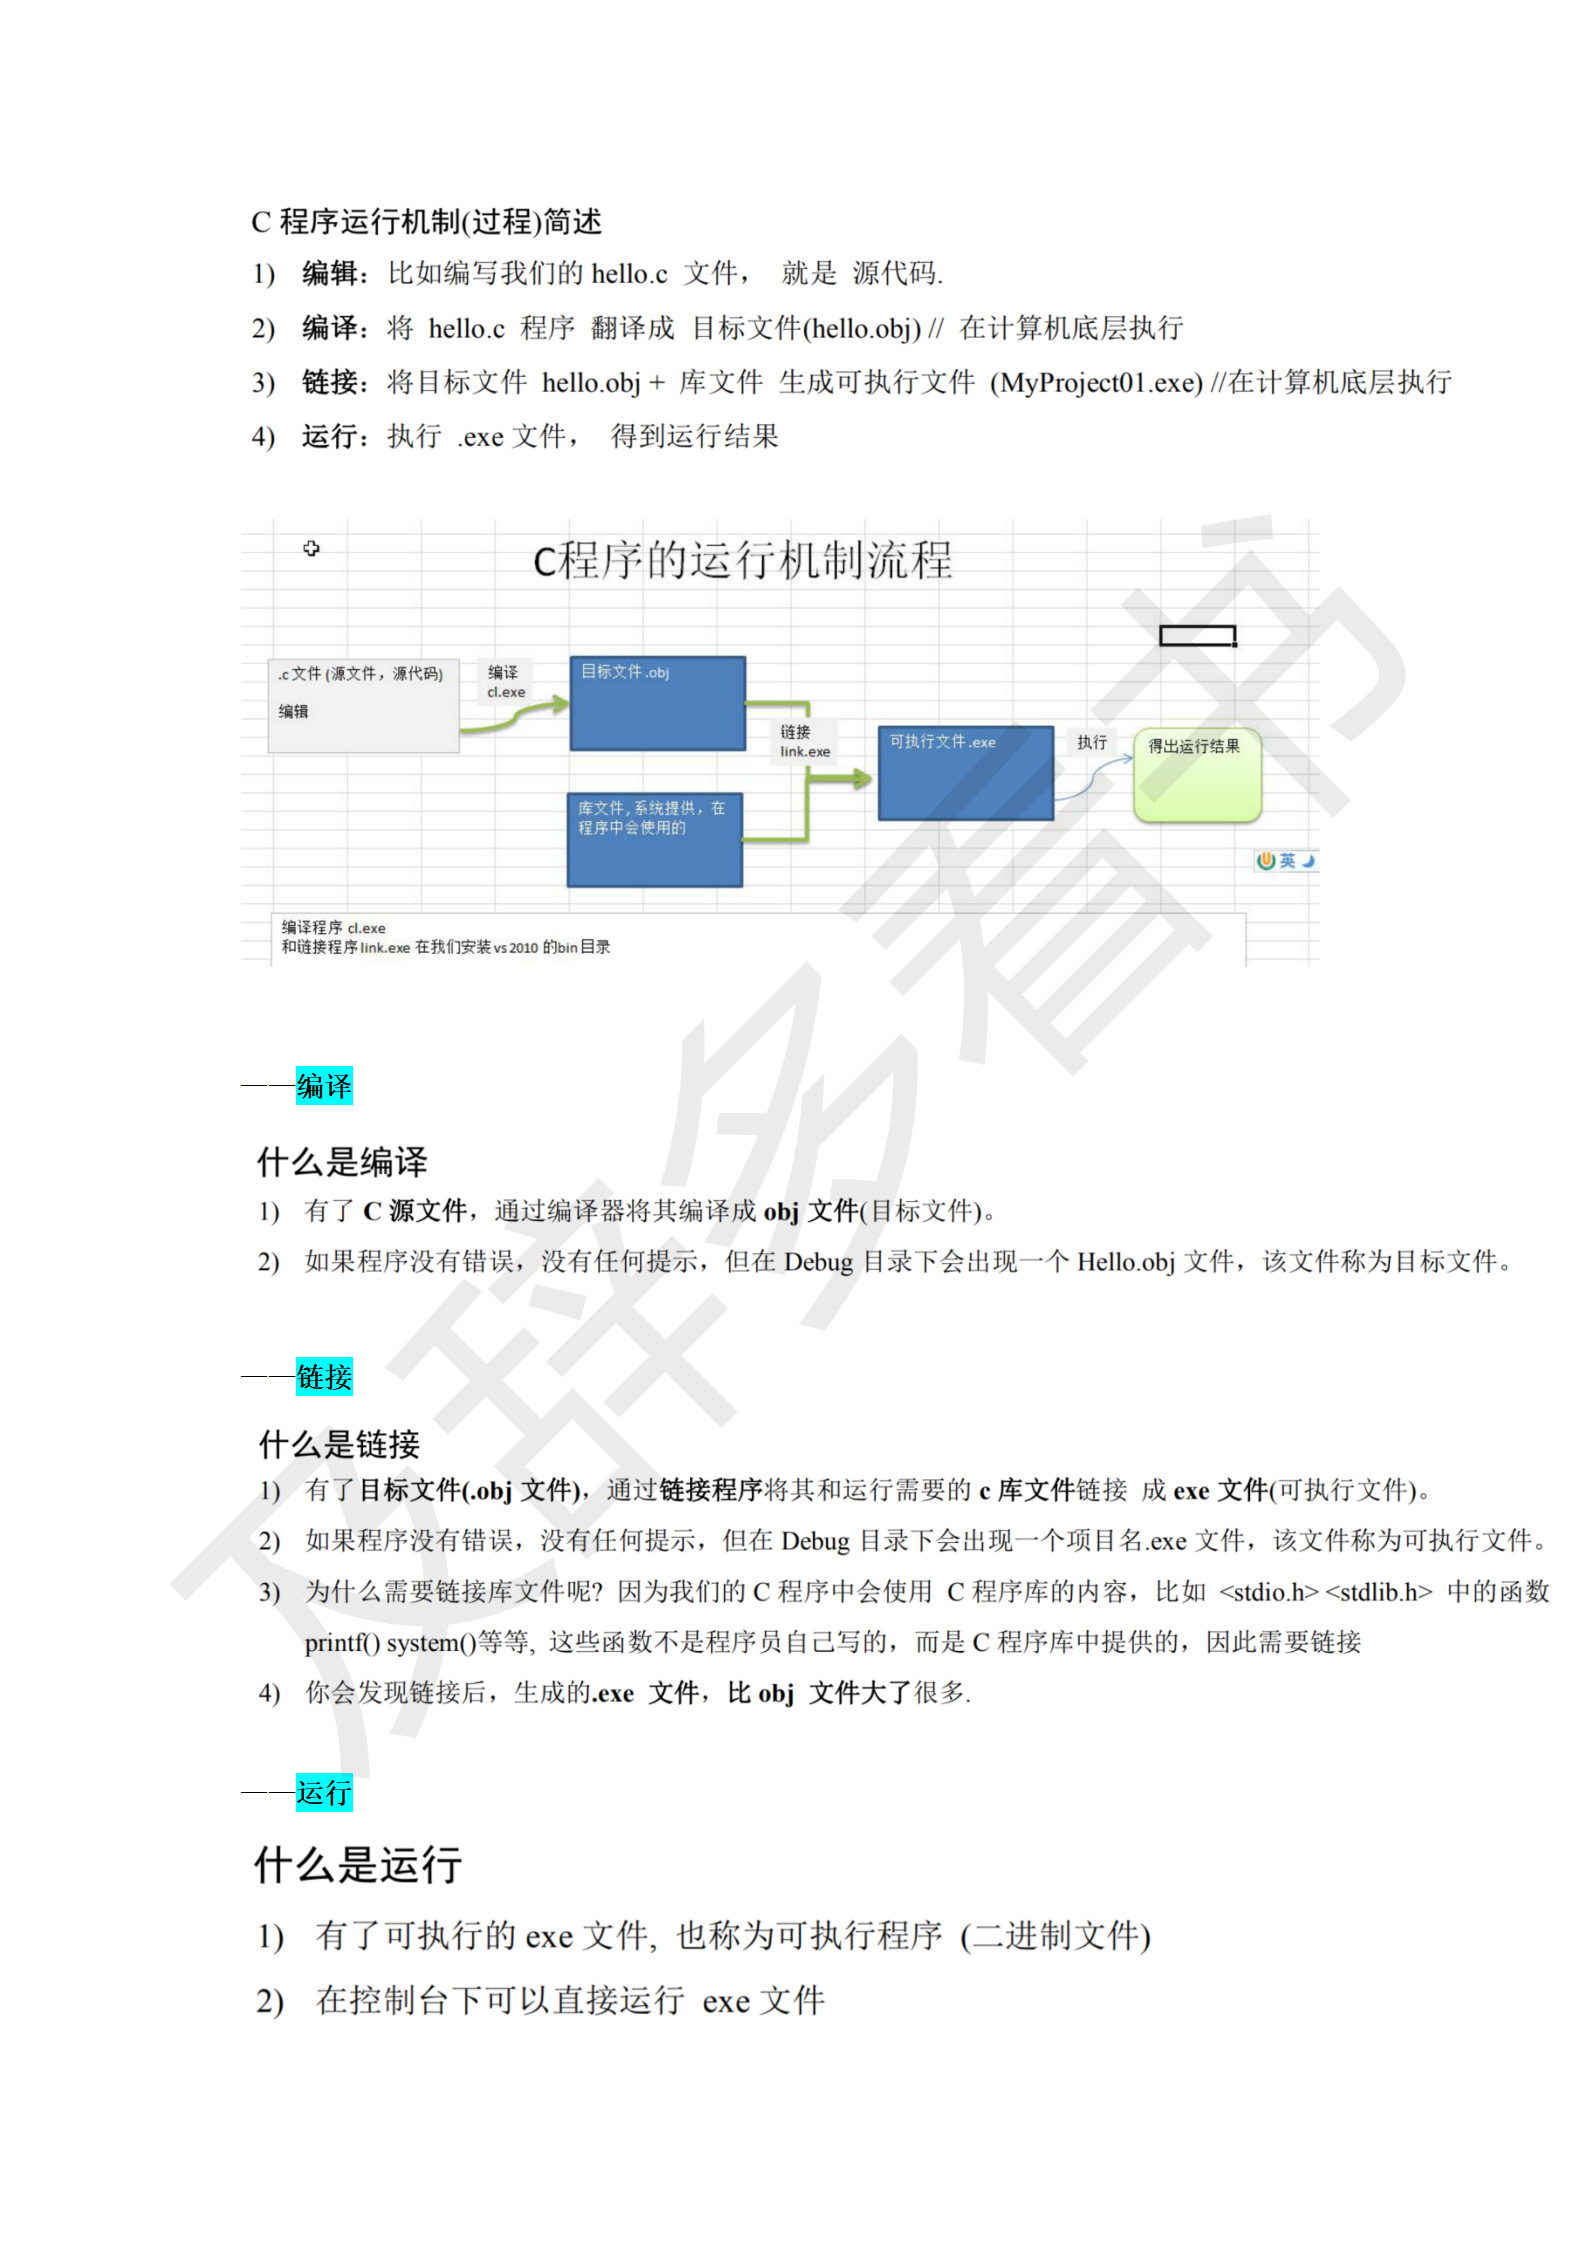 C 程序运行机制(过程)简述
1) 编辑：比如编写我们的 hello.c 文件， 就是 源代码.
2) 编译：将 hello.c 程序 翻译成 目标文件(hello.obj) // 在计算机底层执行
3) 链接：将目标文件 hello.obj + 库文件 生成可执行文件 (MyProject01.exe) //在计算机底层执行
4) 运行：执行 .exe 文件， 得到运行结果
C程序的运行机制流程
.c 文件 (源文件，源代码)
编辑
编译
cl.exe
目标文件.obj
链接
link.exe
库文件,系统提供，在
程序中会使用的
可执行文件.exe
执行
得出运行结果
英
编译程序 cl.exe
和链接程序link.exe 在我们安装 vs 2010 的bin目录
——编译
什么是编译
1) 有了 C 源文件，通过编译器将其编译成 obj 文件(目标文件)。
2) 如果程序没有错误，没有任何提示，但在 Debug 目录下会出现一个 Hello.obj 文件，该文件称为目标文件。
——链接
什么是链接
1) 有了目标文件(.obj 文件)，通过链接程序将其和运行需要的 c 库文件链接 成 exe 文件(可执行文件)。
2) 如果程序没有错误，没有任何提示，但在 Debug 目录下会出现一个项目名.exe 文件，该文件称为可执行文件。
3) 为什么需要链接库文件呢? 因为我们的 C 程序中会使用 C 程序库的内容，比如 <stdio.h> <stdlib.h> 中的函数
printf() system()等等, 这些函数不是程序员自己写的，而是 C 程序库中提供的，因此需要链接
4) 你会发现链接后，生成的.exe 文件，比 obj 文件大了很多.
——运行
什么是运行
1) 有了可执行的 exe 文件, 也称为可执行程序 (二进制文件)
2) 在控制台下可以直接运行 exe 文件
及辞多看书